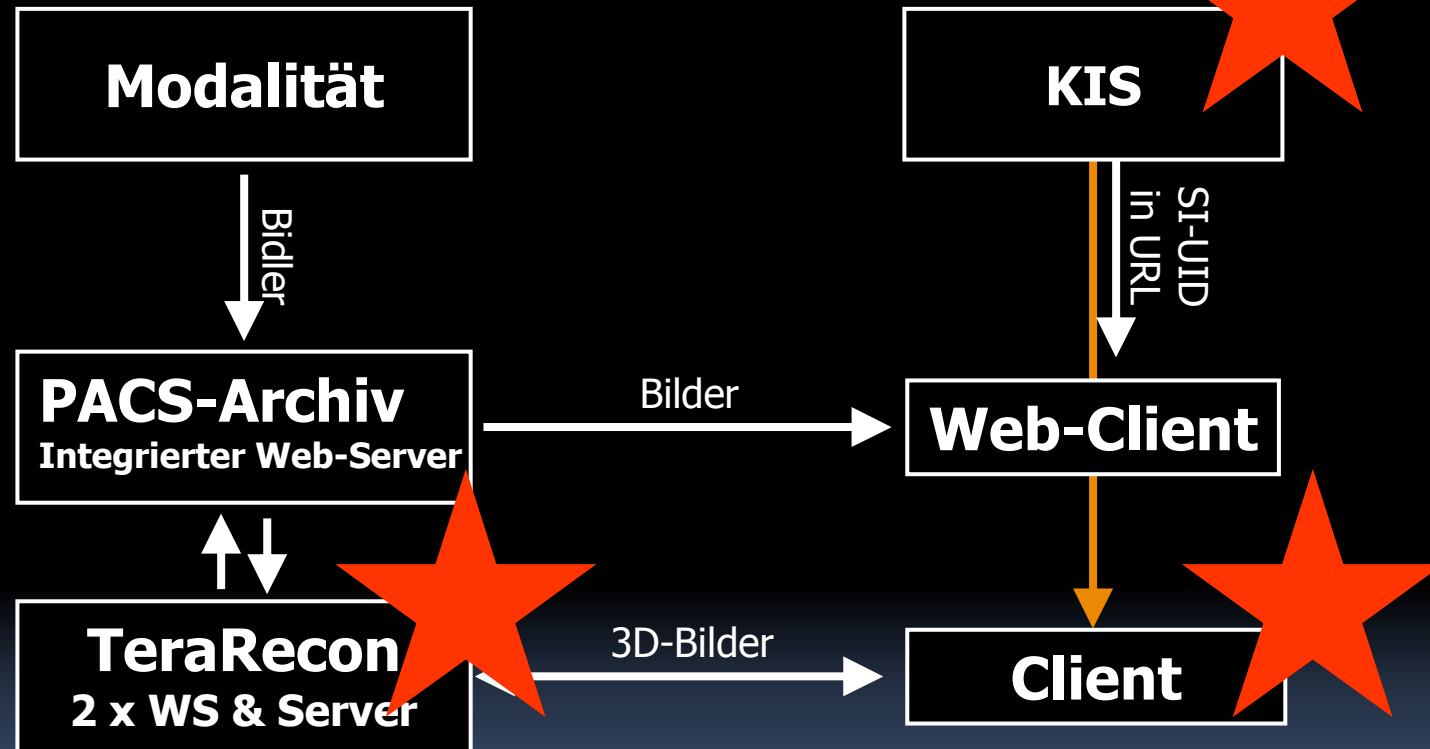 Modalität
KIS
Bidler
SI-UID
in URL
PACS-Archiv
Integrierter Web-Server
Bilder
Web-Client
TeraRecon
2 x WS & Server
3D-Bilder
Client